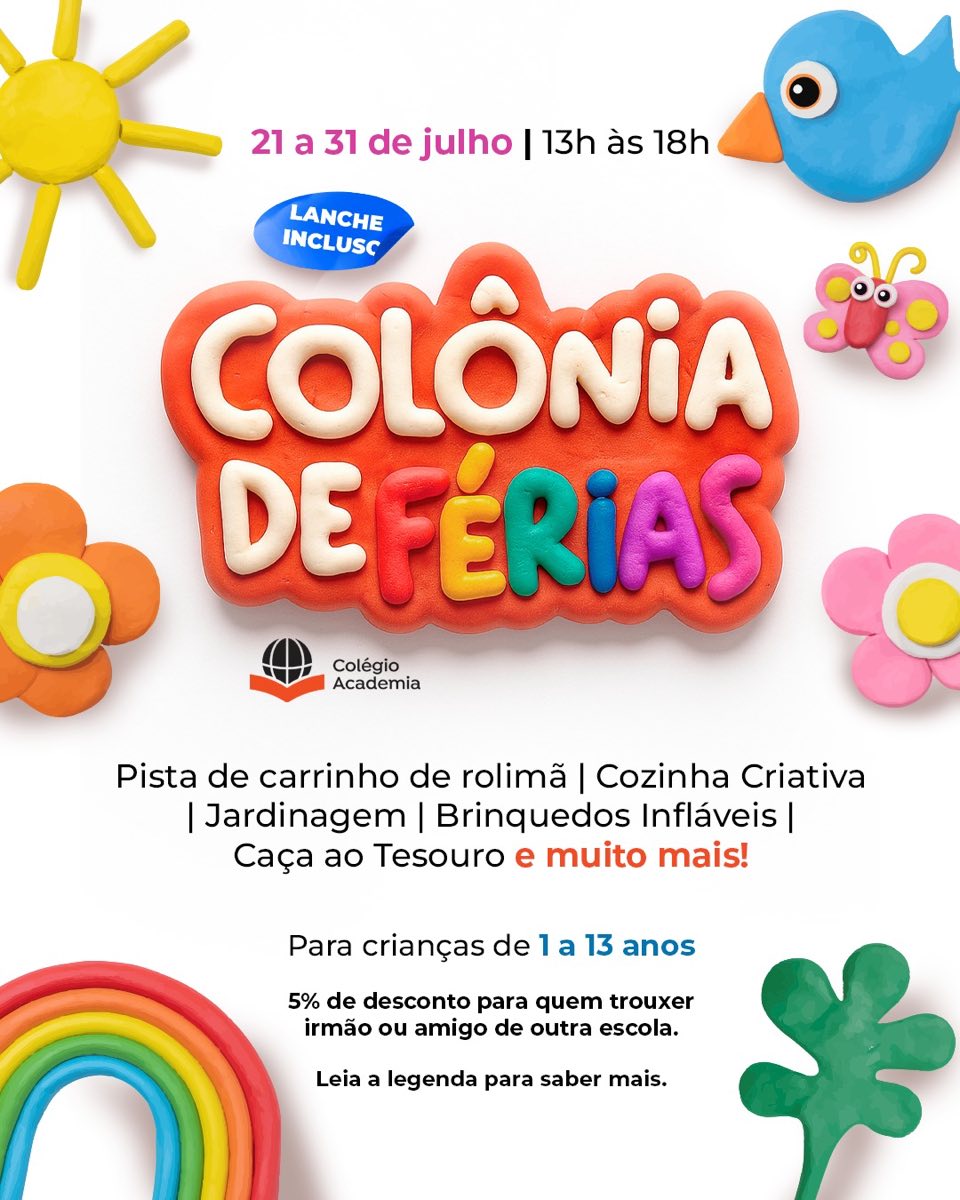 21 a 31 de julho | 13h às 18h
LANCHE
INCLUSO
COLÔNiA
DE FÉRiAS
Colégio
Academia
Pista de carrinho de rolimã | Cozinha Criativa
| Jardinagem | Brinquedos Infláveis |
Caça ao Tesouro e muito mais!
Para crianças de 1 a 13 anos
5% de desconto para quem trouxer
irmão ou amigo de outra escola.
Leia a legenda para saber mais.